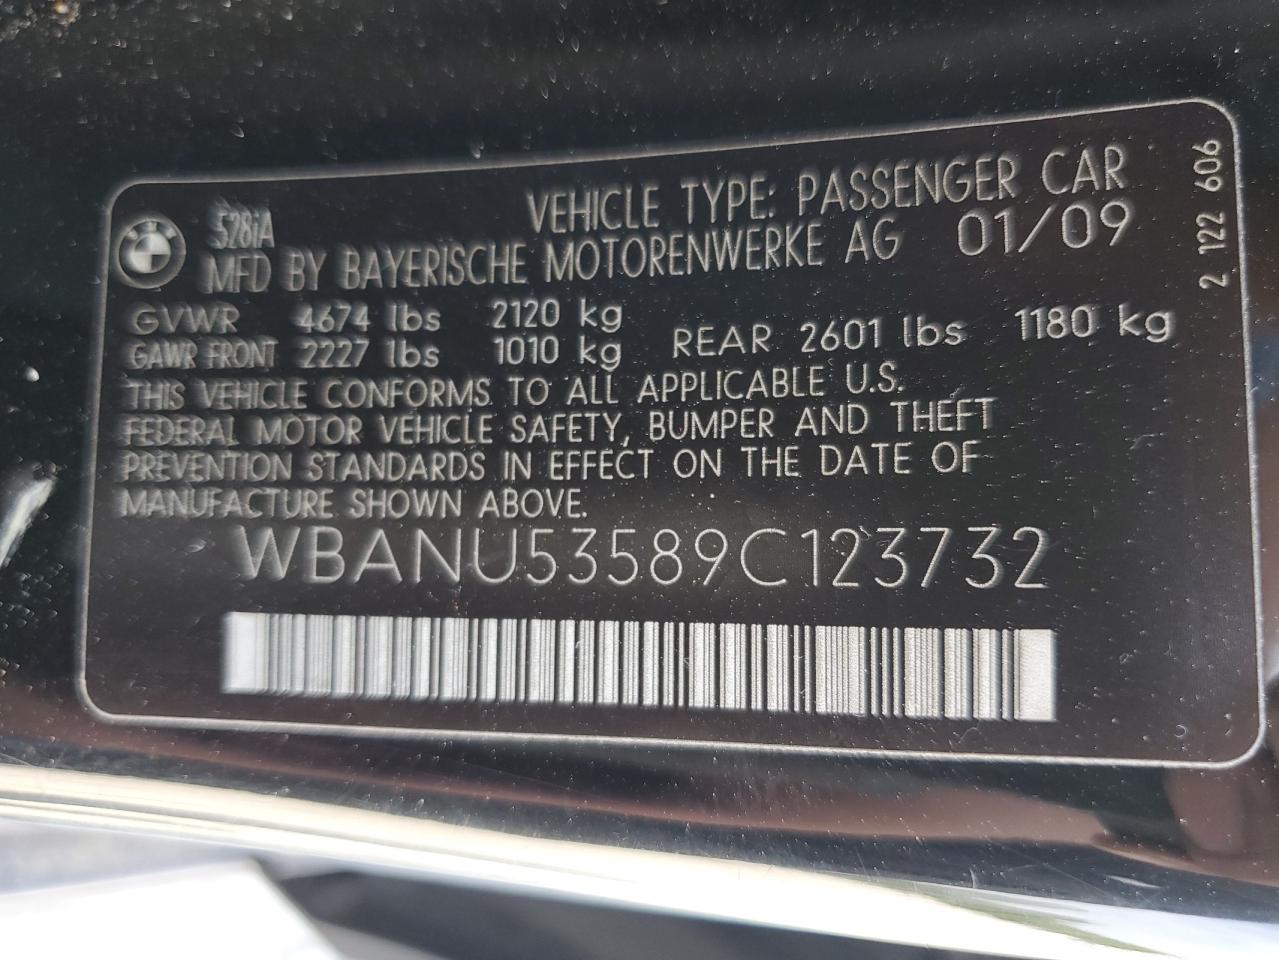 VEHICLE TYPE: PASSENGER CAR
528iA
MFD BY BAYERISCHE MOTORENWERKE AG 01/09
GVWR 4674 lbs 2120 kg
GAWR FRONT 2227 lbs 1010 kg REAR 2601 lbs 1180 kg
THIS VEHICLE CONFORMS TO ALL APPLICABLE U.S.
FEDERAL MOTOR VEHICLE SAFETY, BUMPER AND THEFT
PREVENTION STANDARDS IN EFFECT ON THE DATE OF
MANUFACTURE SHOWN ABOVE.
WBANU53589C123732
2 122 606